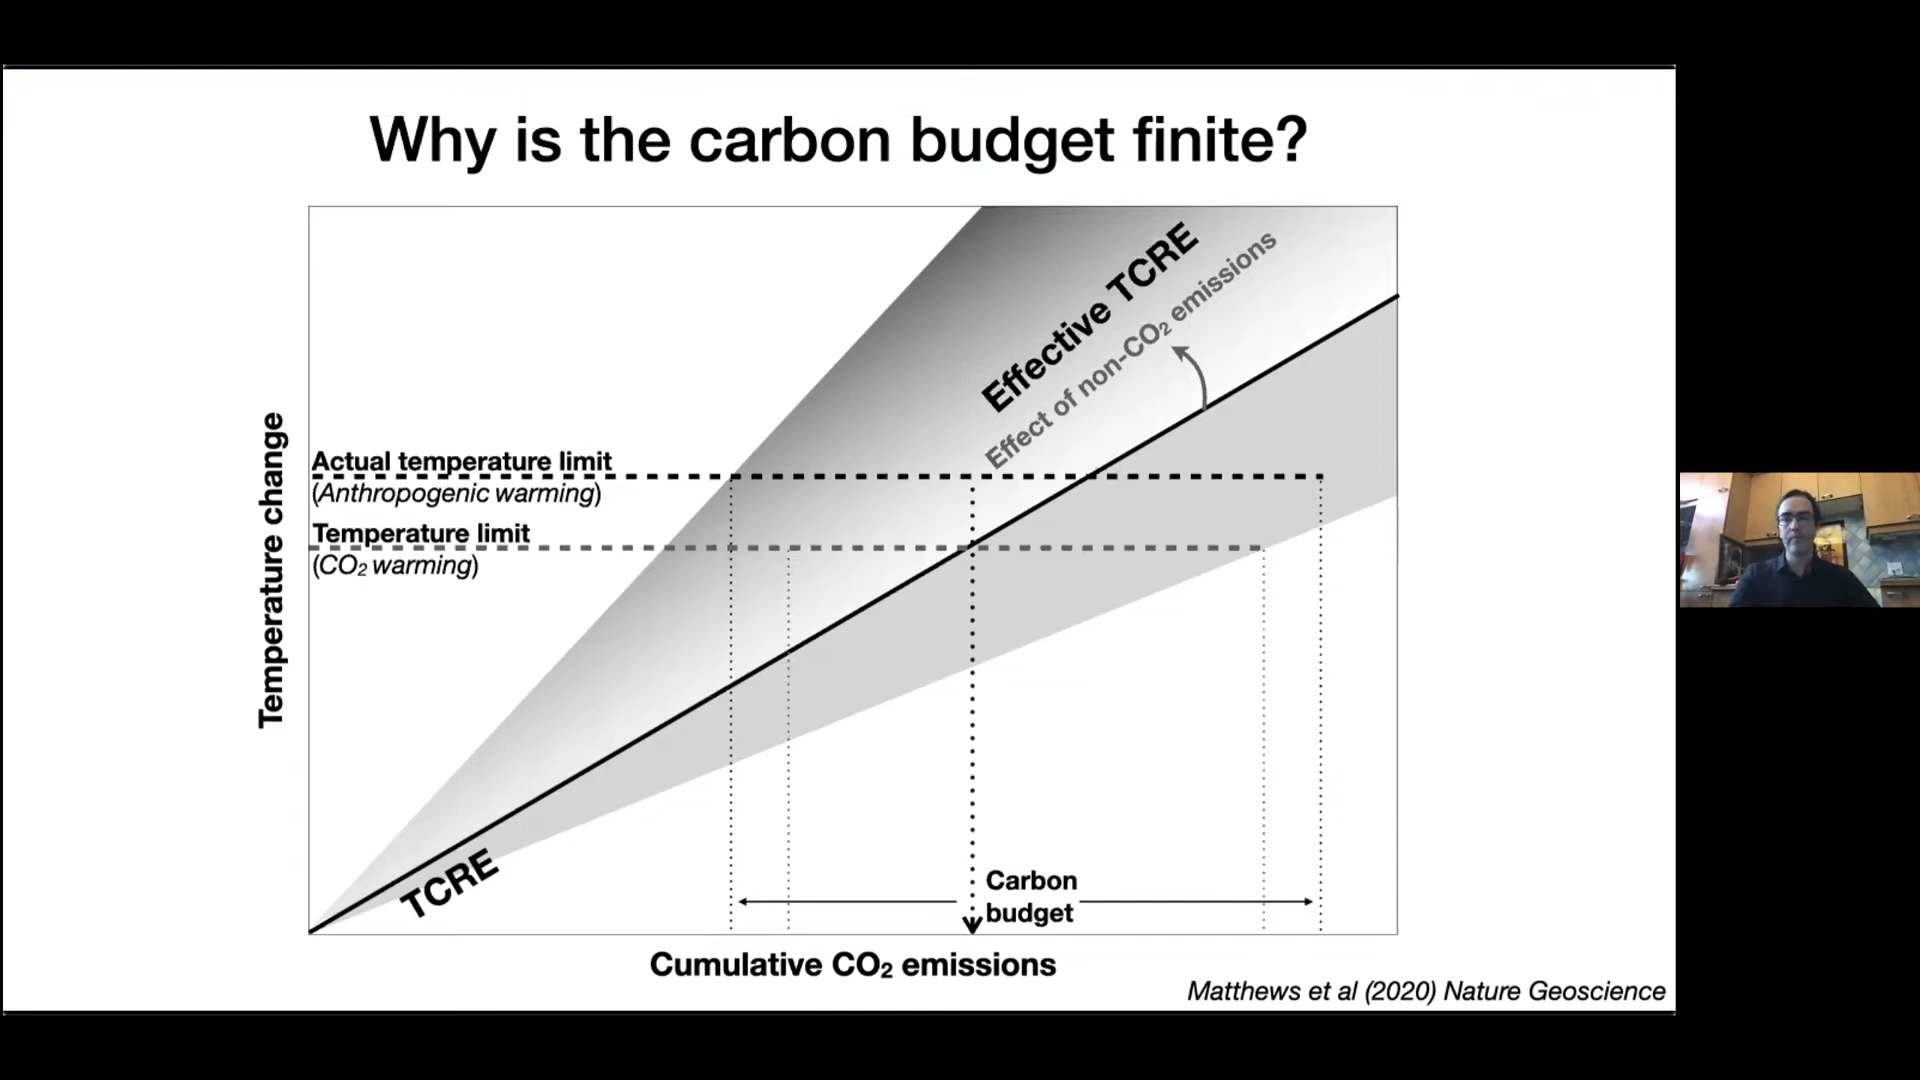 Why is the carbon budget finite?
Effective TCRE
Effect of non-CO₂ emissions
Temperature change
Actual temperature limit
(Anthropogenic warming)
Temperature limit
(CO₂ warming)
TCRE
Carbon
budget
Cumulative CO₂ emissions
Matthews et al (2020) Nature Geoscience